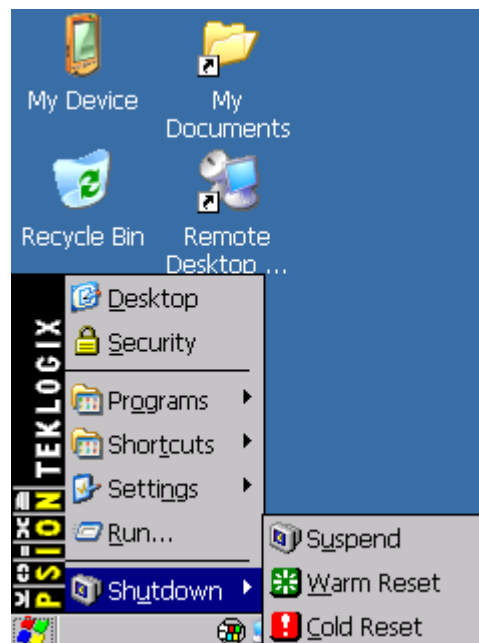 My Device
My
Documents
Recycle Bin
Remote
Desktop ...
Desktop
Security
Programs
Shortcuts
Settings
Run...
Shutdown
Suspend
Warm Reset
Cold Reset
PSION
TEKLOGIX